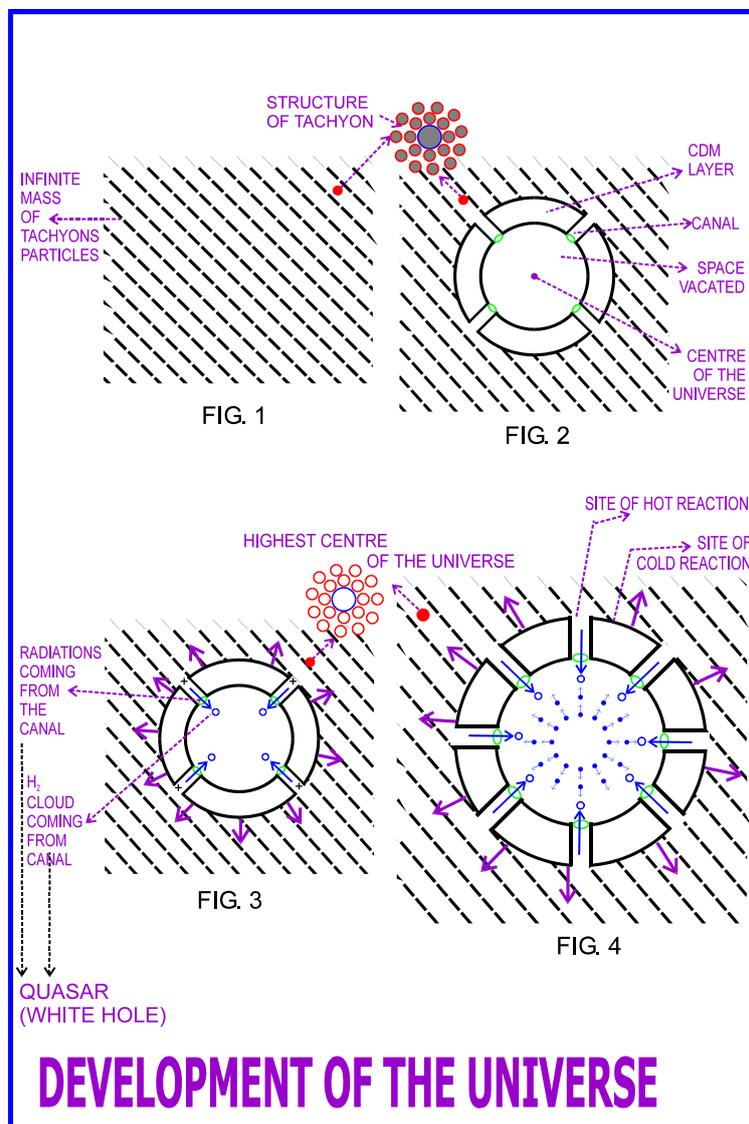 STRUCTURE
OF TACHYON
CDM
LAYER
INFINITE
MASS
OF
TACHYONS
PARTICLES
CANAL
SPACE
VACATED
CENTRE
OF THE
UNIVERSE
FIG. 1
FIG. 2
SITE OF HOT REACTION
HIGHEST CENTRE
OF THE UNIVERSE
SITE OF
COLD REACTION
RADIATIONS
COMING
FROM
THE
CANAL
H₂
CLOUD
COMING
FROM
CANAL
FIG. 3
FIG. 4
QUASAR
(WHITE HOLE)
DEVELOPMENT OF THE UNIVERSE